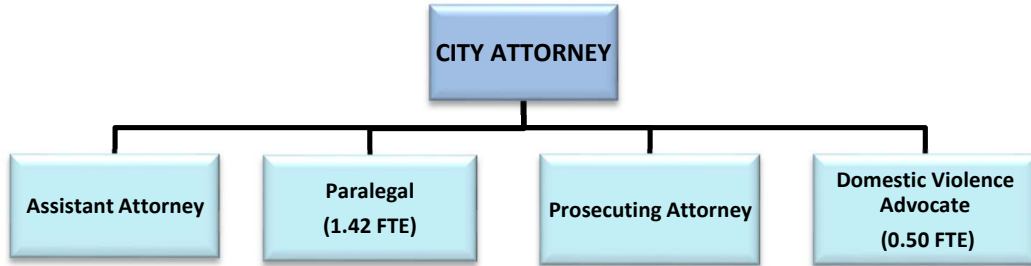 CITY ATTORNEY
Assistant Attorney
Paralegal
(1.42 FTE)
Prosecuting Attorney
Domestic Violence
Advocate
(0.50 FTE)